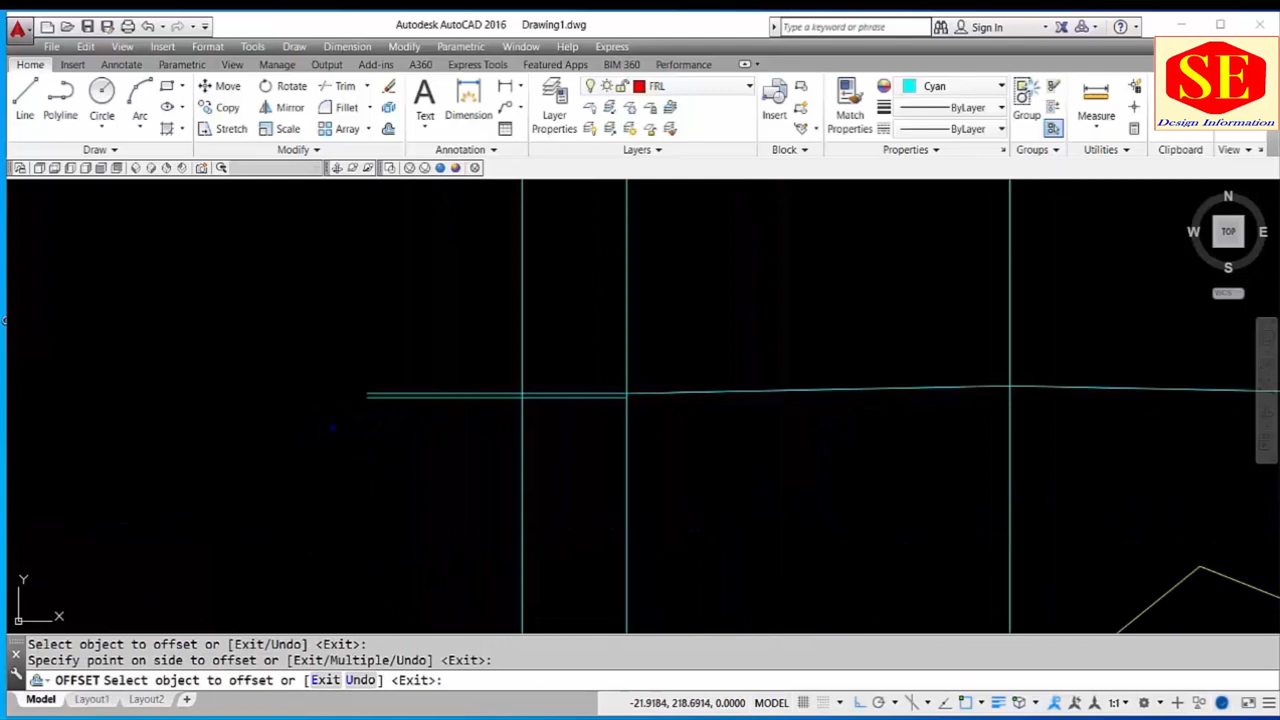 Autodesk AutoCAD 2016 Drawing1.dwg Type a keyword or phrase Sign In
File Edit View Insert Format Tools Draw Dimension Modify Parametric Window Help Express
Home Insert Annotate Parametric View Manage Output Add-ins A360 Express Tools Featured Apps BIM 360 Performance
SE
Design Information
Move Rotate Trim FRL Cyan
Line Polyline Circle Arc Copy Mirror Fillet Text Dimension Layer Properties Insert Match Properties ByLayer Group Measure
Stretch Scale Array ByLayer
Draw Modify Annotation Layers Block Properties Groups Utilities Clipboard View
N
W TOP E
S
WCS
Y
X
Select object to offset or [Exit/Undo] <Exit>:
Specify point on side to offset or [Exit/Multiple/Undo] <Exit>:
OFFSET Select object to offset or [Exit Undo] <Exit>:
Model Layout1 Layout2 + -21.9184, 218.6914, 0.0000 MODEL 1:1